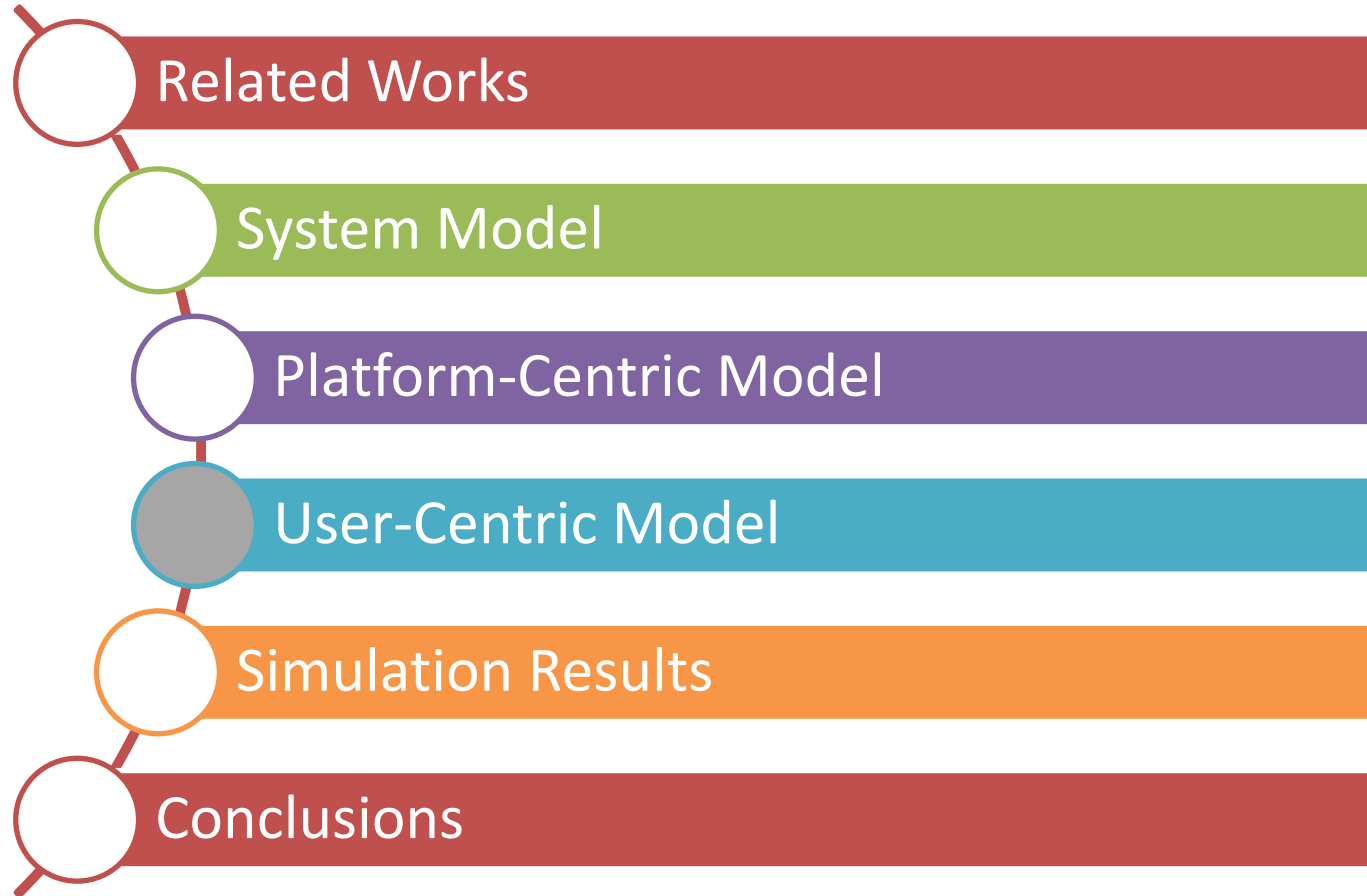 Related Works
System Model
Platform-Centric Model
User-Centric Model
Simulation Results
Conclusions